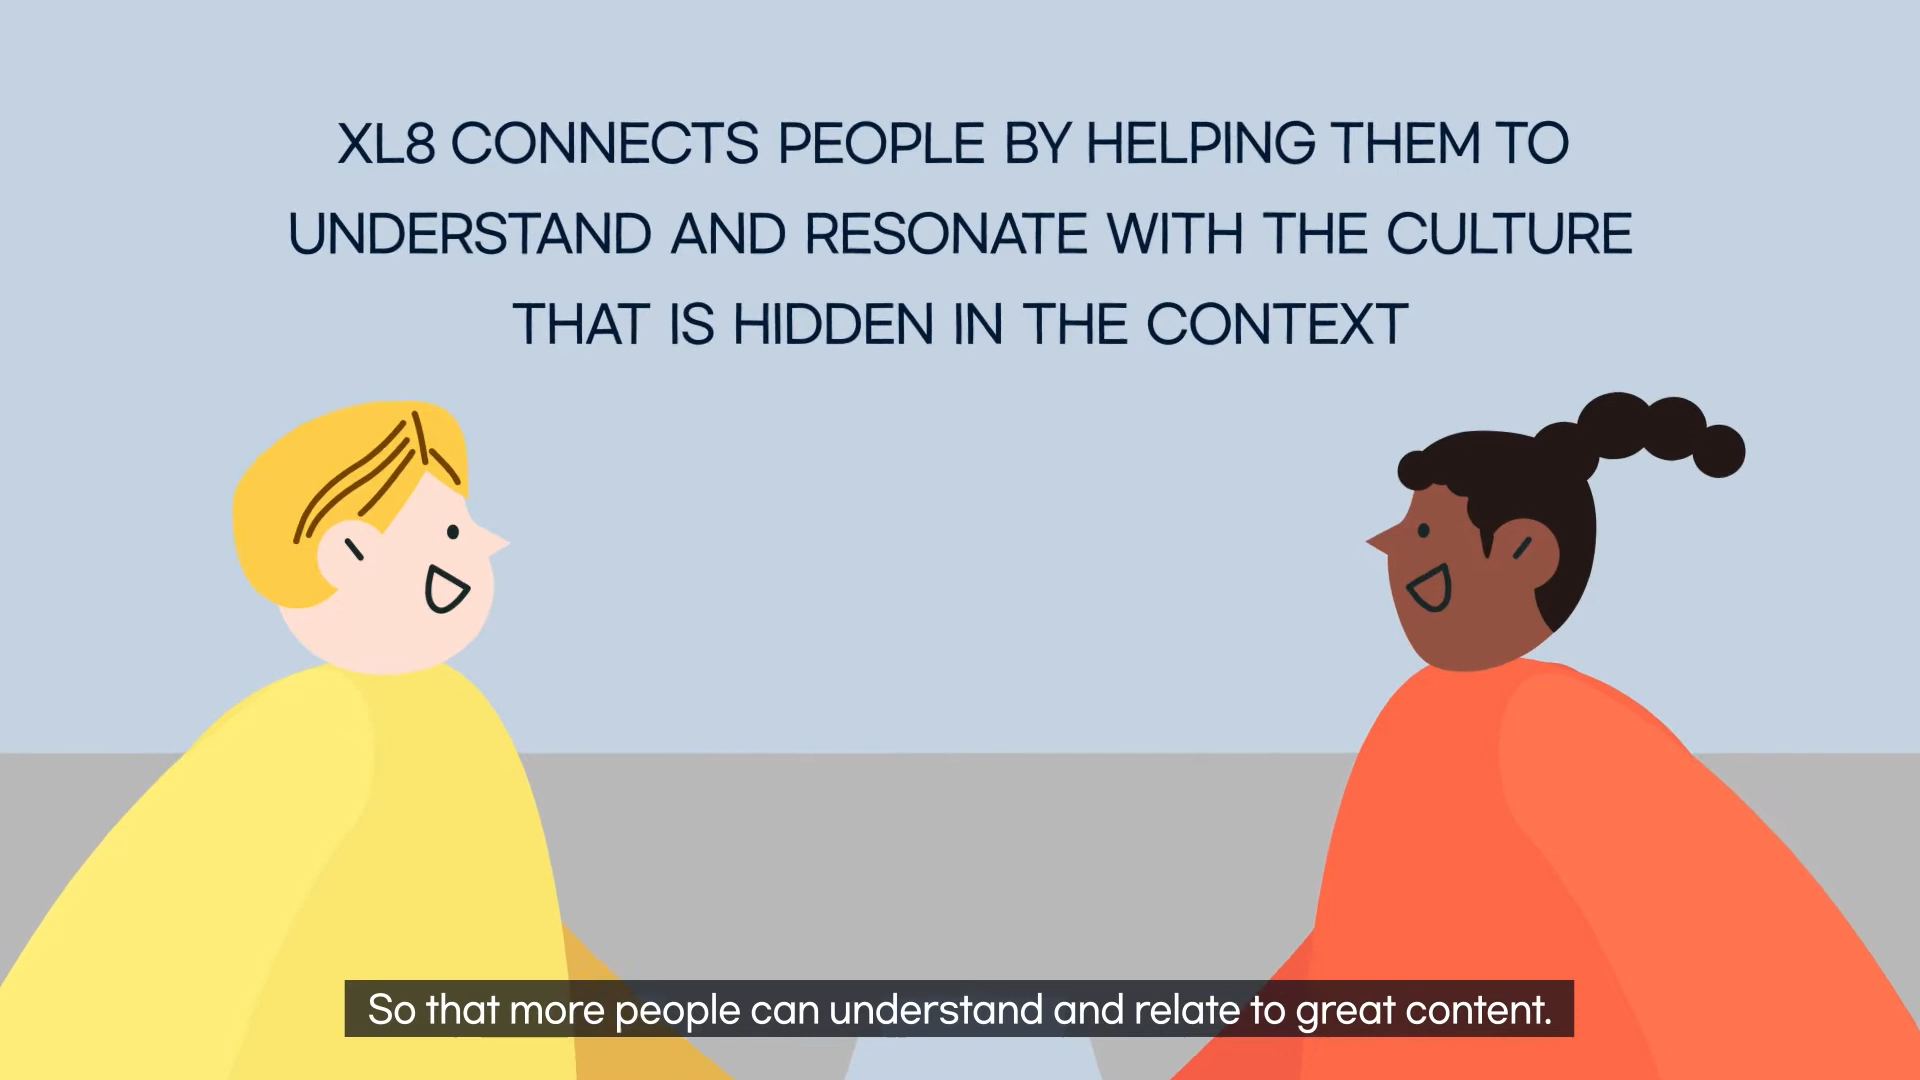 XL8 CONNECTS PEOPLE BY HELPING THEM TO
UNDERSTAND AND RESONATE WITH THE CULTURE
THAT IS HIDDEN IN THE CONTEXT
So that more people can understand and relate to great content.